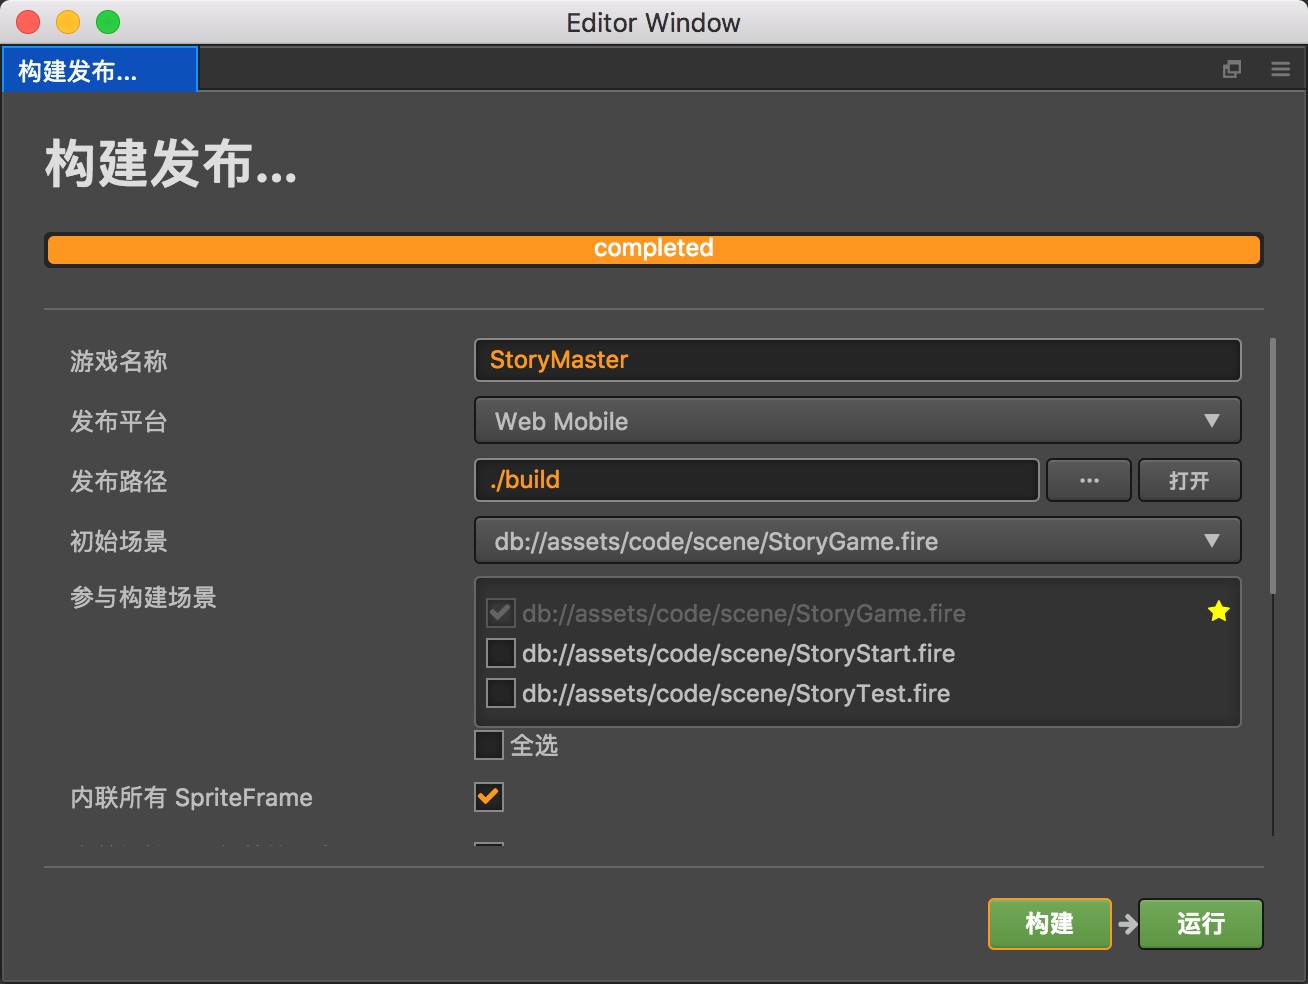 Editor Window
构建发布...
构建发布...
completed
游戏名称 StoryMaster
发布平台 Web Mobile
发布路径 ./build ... 打开
初始场景 db://assets/code/scene/StoryGame.fire
参与构建场景 db://assets/code/scene/StoryGame.fire
db://assets/code/scene/StoryStart.fire
db://assets/code/scene/StoryTest.fire
全选
内联所有 SpriteFrame
构建 运行